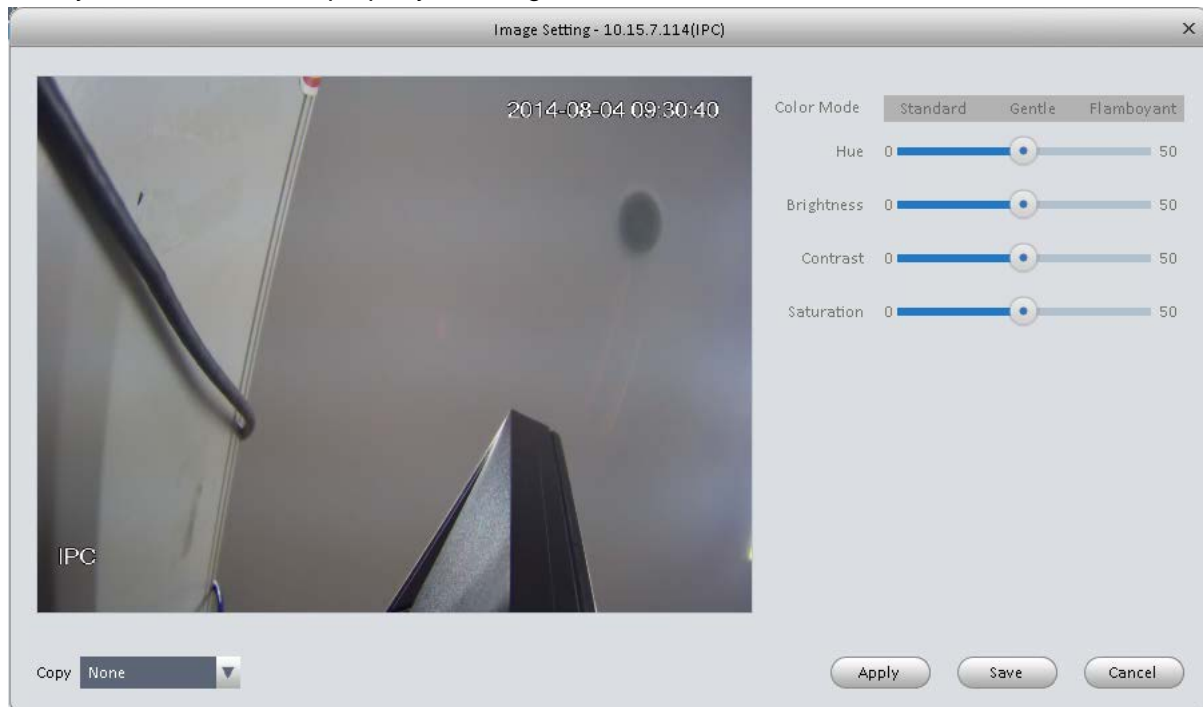 Image Setting - 10.15.7.114(IPC)
2014-08-04 09:30:40
Color Mode Standard Gentle Flamboyant
Hue 0 50
Brightness 0 50
Contrast 0 50
Saturation 0 50
IPC
Copy None Apply Save Cancel